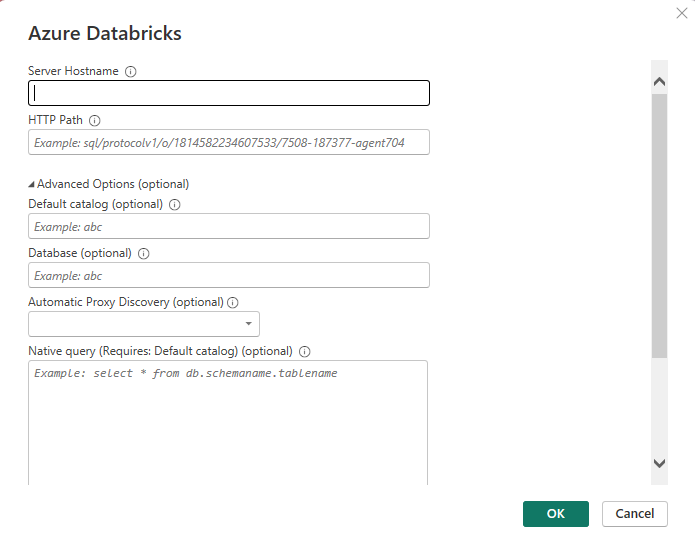 Azure Databricks
Server Hostname
HTTP Path
Example: sql/protocolv1/o/1814582234607533/7508-187377-agent704
Advanced Options (optional)
Default catalog (optional)
Example: abc
Database (optional)
Example: abc
Automatic Proxy Discovery (optional)
Native query (Requires: Default catalog) (optional)
Example: select * from db.schemaname.tablename
OK
Cancel